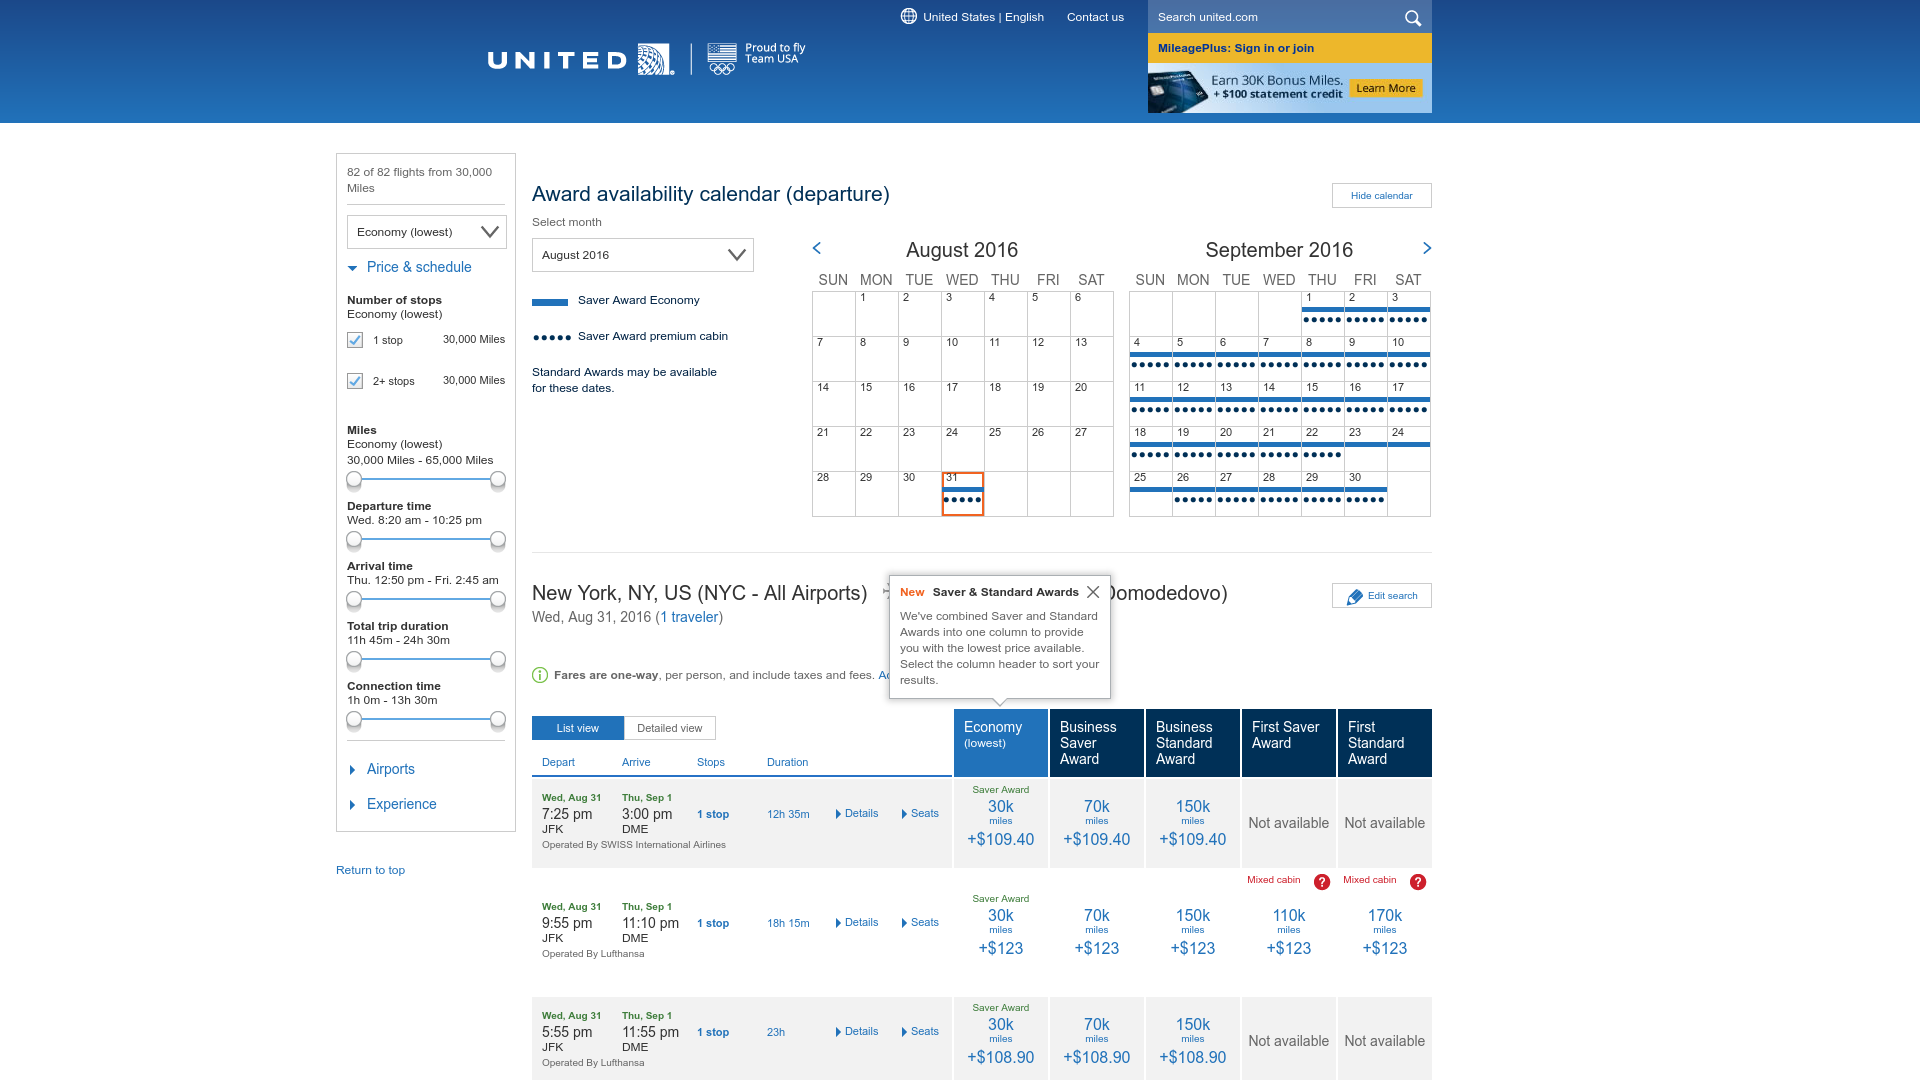 United States | English
Contact us
Search united.com
MileagePlus: Sign in or join
UNITED
Proud to fly
Team USA
Earn 30K Bonus Miles.
+ $100 statement credit
Learn More
82 of 82 flights from 30,000
Miles
Economy (lowest)
Price & schedule
Number of stops
Economy (lowest)
1 stop 30,000 Miles
2+ stops 30,000 Miles
Miles
Economy (lowest)
30,000 Miles - 65,000 Miles
Departure time
Wed. 8:20 am - 10:25 pm
Arrival time
Thu. 12:50 pm - Fri. 2:45 am
Total trip duration
11h 45m - 24h 30m
Connection time
1h 0m - 13h 30m
Airports
Experience
Return to top
Award availability calendar (departure)
Hide calendar
Select month
August 2016
Saver Award Economy
Saver Award premium cabin
Standard Awards may be available
for these dates.
August 2016
SUN MON TUE WED THU FRI SAT
1 2 3 4 5 6
7 8 9 10 11 12 13
14 15 16 17 18 19 20
21 22 23 24 25 26 27
28 29 30 31
September 2016
SUN MON TUE WED THU FRI SAT
1 2 3
4 5 6 7 8 9 10
11 12 13 14 15 16 17
18 19 20 21 22 23 24
25 26 27 28 29 30
New York, NY, US (NYC - All Airports)
Domodedovo)
Edit search
Wed, Aug 31, 2016 (1 traveler)
New Saver & Standard Awards
We've combined Saver and Standard
Awards into one column to provide
you with the lowest price available.
Select the column header to sort your
results.
Fares are one-way, per person, and include taxes and fees.
List view
Detailed view
Depart Arrive Stops Duration
Economy
(lowest)
Business
Saver
Award
Business
Standard
Award
First Saver
Award
First
Standard
Award
Wed, Aug 31 Thu, Sep 1
7:25 pm 3:00 pm 1 stop 12h 35m Details Seats
JFK DME
Operated By SWISS International Airlines
Saver Award
30k
miles
+$109.40
70k
miles
+$109.40
150k
miles
+$109.40
Not available
Not available
Wed, Aug 31 Thu, Sep 1
9:55 pm 11:10 pm 1 stop 18h 15m Details Seats
JFK DME
Operated By Lufthansa
Saver Award
30k
miles
+$123
70k
miles
+$123
150k
miles
+$123
Mixed cabin ?
110k
miles
+$123
Mixed cabin ?
170k
miles
+$123
Wed, Aug 31 Thu, Sep 1
5:55 pm 11:55 pm 1 stop 23h Details Seats
JFK DME
Operated By Lufthansa
Saver Award
30k
miles
+$108.90
70k
miles
+$108.90
150k
miles
+$108.90
Not available
Not available